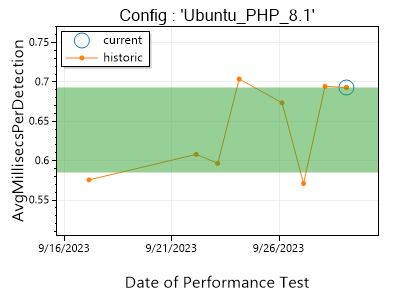 Config : 'Ubuntu_PHP_8.1'
current
historic
AvgMillisecsPerDetection
0.75
0.7
0.65
0.6
0.55
9/16/2023
9/21/2023
9/26/2023
Date of Performance Test